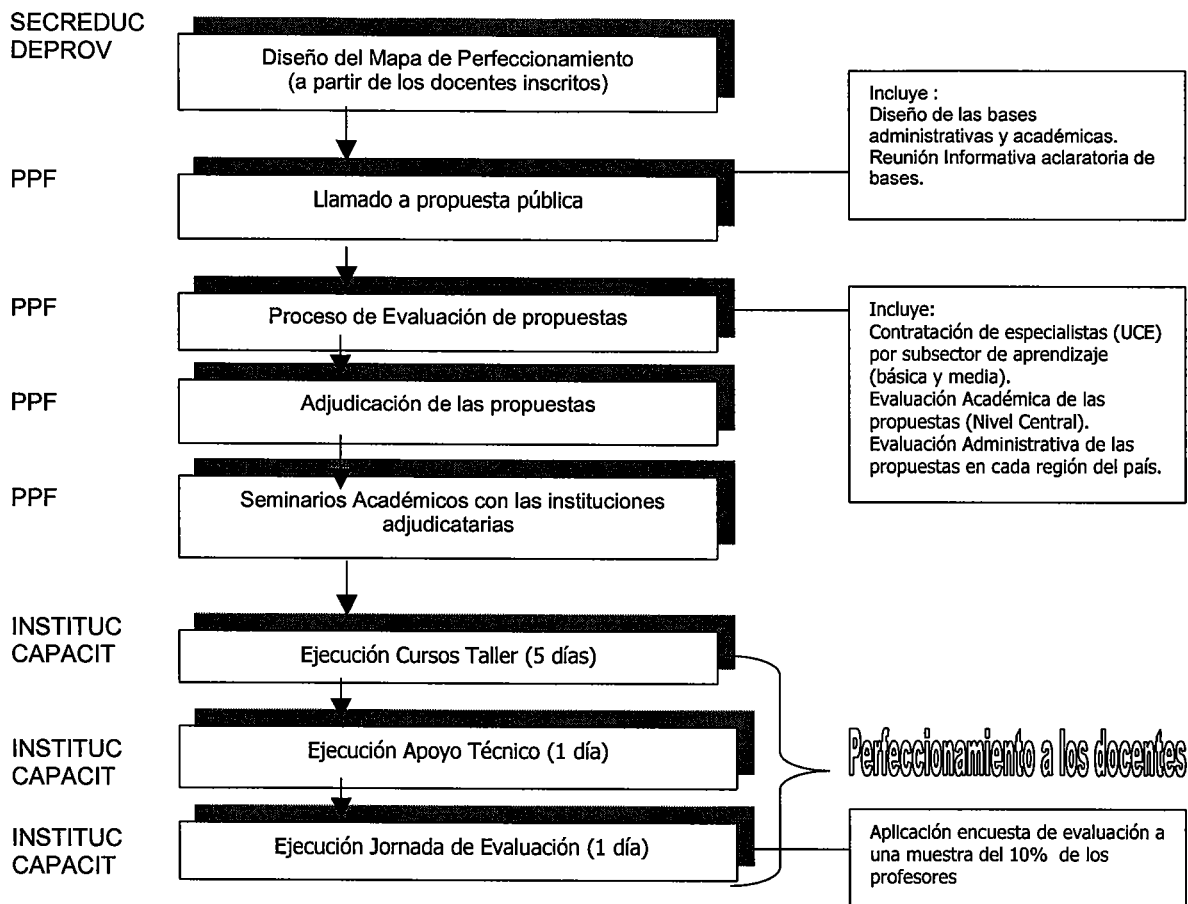 SECREDUC
DEPROV
Diseño del Mapa de Perfeccionamiento
(a partir de los docentes inscritos)
Incluye :
Diseño de las bases
administrativas y académicas.
Reunión Informativa aclaratoria de
bases.
PPF
Llamado a propuesta pública
PPF
Proceso de Evaluación de propuestas
Incluye:
Contratación de especialistas (UCE)
por subsector de aprendizaje
(básica y media).
Evaluación Académica de las
propuestas (Nivel Central).
Evaluación Administrativa de las
propuestas en cada región del país.
PPF
Adjudicación de las propuestas
PPF
Seminarios Académicos con las instituciones
adjudicatarias
INSTITUC
CAPACIT
Ejecución Cursos Taller (5 días)
INSTITUC
CAPACIT
Ejecución Apoyo Técnico (1 día)
Perfeccionamiento a los docentes
INSTITUC
CAPACIT
Ejecución Jornada de Evaluación (1 día)
Aplicación encuesta de evaluación a
una muestra del 10% de los
profesores